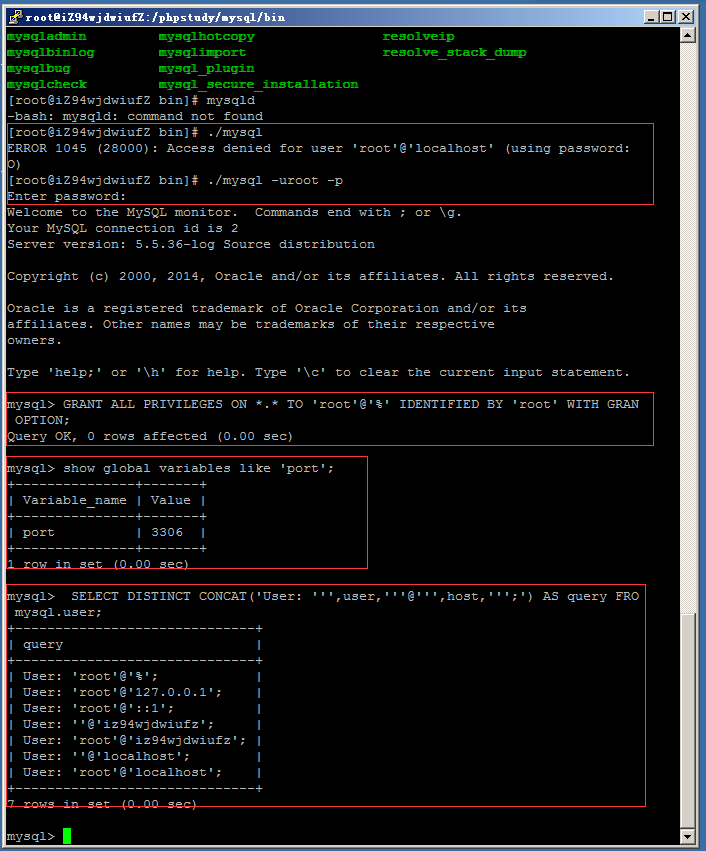 root@iZ94wjdwiufZ:/phpstudy/mysql/bin
mysqladmin mysqlhotcopy resolveip
mysqlbinlog mysqlimport resolve_stack_dump
mysqlbug mysql_plugin
mysqlcheck mysql_secure_installation
[root@iZ94wjdwiufZ bin]# mysqld
-bash: mysqld: command not found
[root@iZ94wjdwiufZ bin]# ./mysql
ERROR 1045 (28000): Access denied for user 'root'@'localhost' (using password:
O)
[root@iZ94wjdwiufZ bin]# ./mysql -uroot -p
Enter password:
Welcome to the MySQL monitor.  Commands end with ; or \g.
Your MySQL connection id is 2
Server version: 5.5.36-log Source distribution
Copyright (c) 2000, 2014, Oracle and/or its affiliates. All rights reserved.
Oracle is a registered trademark of Oracle Corporation and/or its
affiliates. Other names may be trademarks of their respective
owners.
Type 'help;' or '\h' for help. Type '\c' to clear the current input statement.
mysql> GRANT ALL PRIVILEGES ON *.* TO 'root'@'%' IDENTIFIED BY 'root' WITH GRAN
 OPTION;
Query OK, 0 rows affected (0.00 sec)
mysql> show global variables like 'port';
+---------------+-------+
| Variable_name | Value |
+---------------+-------+
| port          | 3306  |
+---------------+-------+
1 row in set (0.00 sec)
mysql>  SELECT DISTINCT CONCAT('User: ''',user,'''@''',host,''';') AS query FRO
 mysql.user;
+-------------------------------+
| query                         |
+-------------------------------+
| User: 'root'@'%';             |
| User: 'root'@'127.0.0.1';     |
| User: 'root'@'::1';           |
| User: ''@'iz94wjdwiufz';      |
| User: 'root'@'iz94wjdwiufz';  |
| User: ''@'localhost';         |
| User: 'root'@'localhost';     |
+-------------------------------+
7 rows in set (0.00 sec)
mysql>